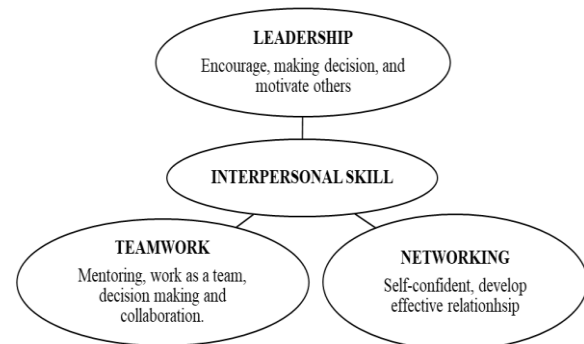 LEADERSHIP
Encourage, making decision, and
motivate others
INTERPERSONAL SKILL
TEAMWORK
Mentoring, work as a team,
decision making and
collaboration.
NETWORKING
Self-confident, develop
effective relationhsip